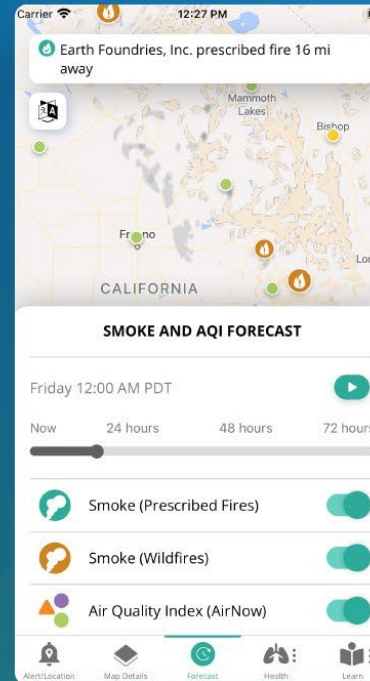 Carrier 12:27 PM
Earth Foundries, Inc. prescribed fire 16 mi
away
Mammoth
Lakes
Bishop
Fresno
CALIFORNIA
SMOKE AND AQI FORECAST
Friday 12:00 AM PDT
Now 24 hours 48 hours 72 hours
Smoke (Prescribed Fires)
Smoke (Wildfires)
Air Quality Index (AirNow)
Alert/Location Map Details Forecast Health Learn